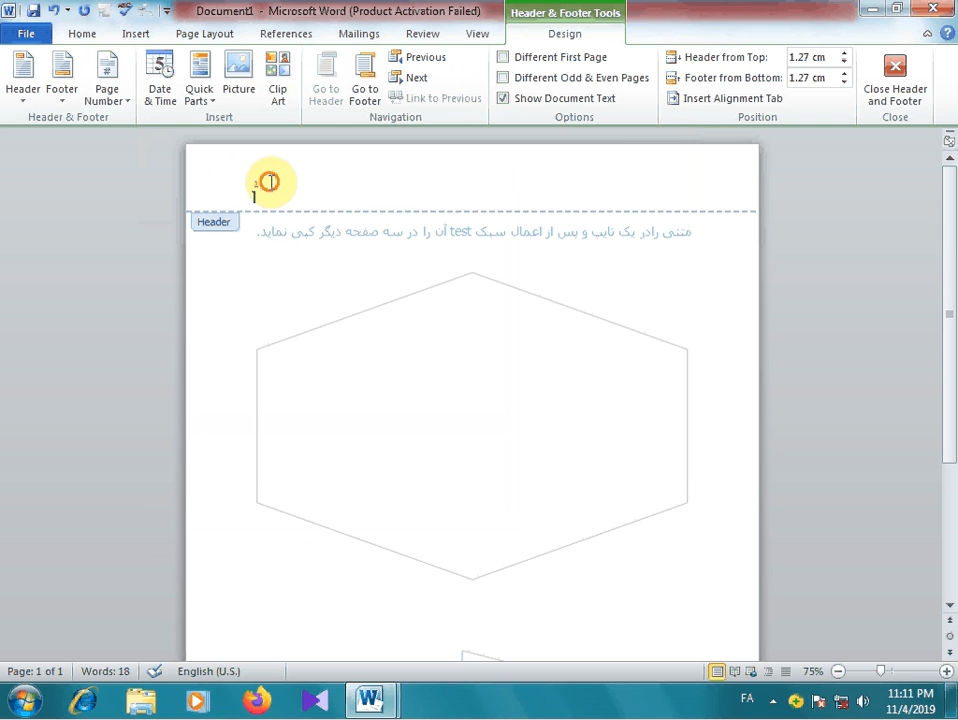 Document1 - Microsoft Word (Product Activation Failed)
Header & Footer Tools
File Home Insert Page Layout References Mailings Review View Design
Header
Footer
Page Number
Header & Footer
Date & Time
Quick Parts
Picture
Clip Art
Insert
Go to Header
Go to Footer
Previous
Next
Link to Previous
Navigation
Different First Page
Different Odd & Even Pages
Show Document Text
Options
Header from Top: 1.27 cm
Footer from Bottom: 1.27 cm
Insert Alignment Tab
Position
Close Header and Footer
Close
Header
متنی رادر یک تایپ و پس از اعمال سبک test آن را در سه صفحه دیگر کپی نماید.
Page: 1 of 1 Words: 18 English (U.S.) 75%
FA 11:11 PM
11/4/2019